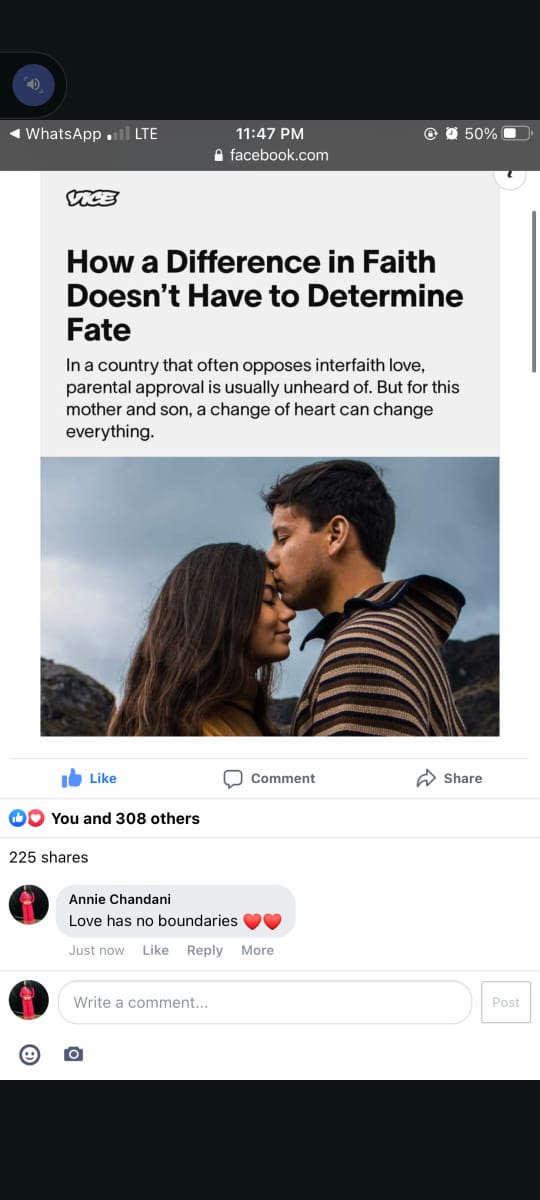 WhatsApp LTE 11:47 PM 50%
facebook.com
VICE
How a Difference in Faith
Doesn't Have to Determine
Fate
In a country that often opposes interfaith love,
parental approval is usually unheard of. But for this
mother and son, a change of heart can change
everything.
Like Comment Share
You and 308 others
225 shares
Annie Chandani
Love has no boundaries ❤️❤️
Just now Like Reply More
Write a comment... Post